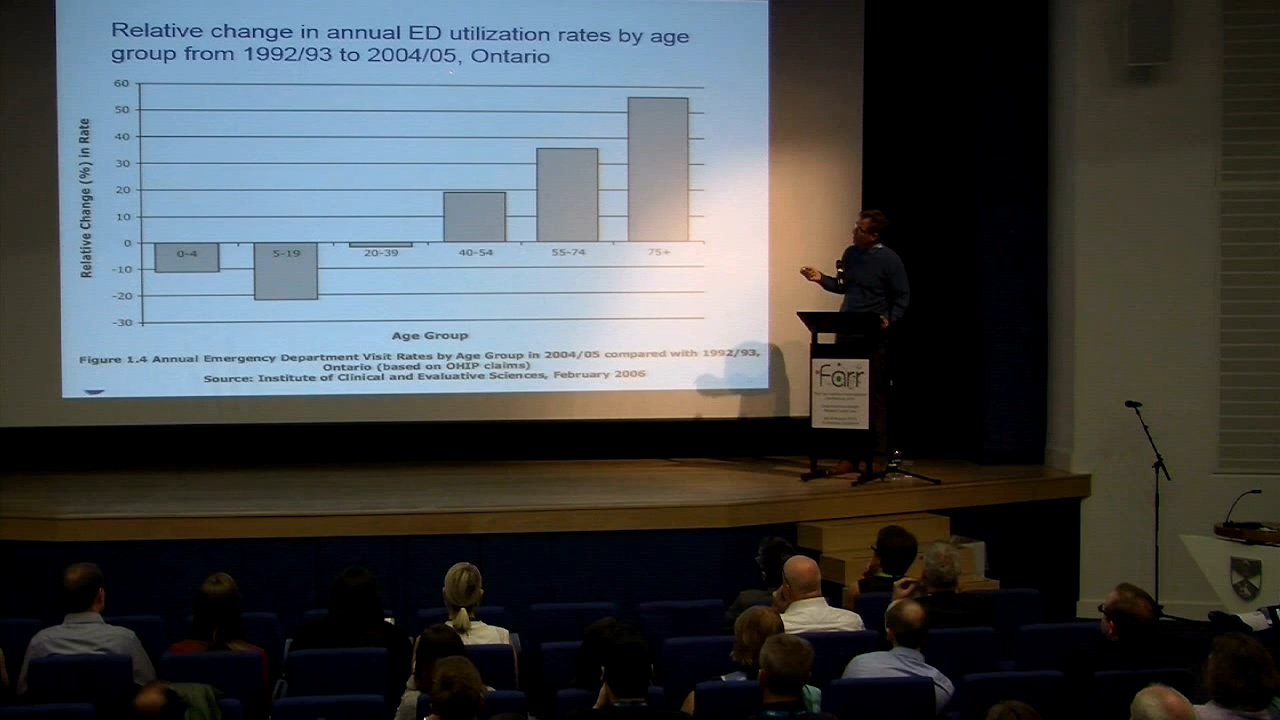 Relative change in annual ED utilization rates by age
group from 1992/93 to 2004/05, Ontario
60
50
40
30
20
10
0
-10
-20
-30
Relative Change (%) in Rate
0-4
5-19
20-39
40-54
55-74
75+
Age Group
Figure 1.4 Annual Emergency Department Visit Rates by Age Group in 2004/05 compared with 1992/93,
Ontario (based on OHIP claims)
Source: Institute of Clinical and Evaluative Sciences, February 2006
Farr